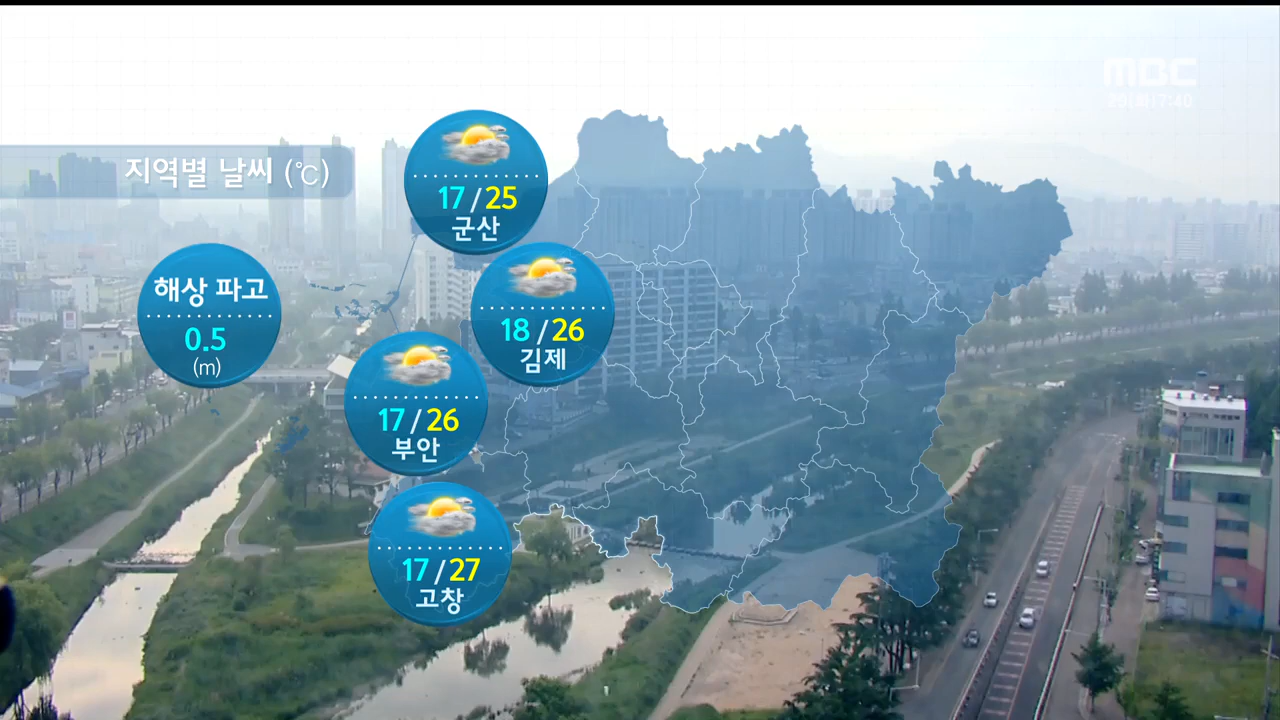 MBC
지역별 날씨 (℃)
17/25
군산
해상 파고
0.5
(m)
18/26
김제
17/26
부안
17/27
고창